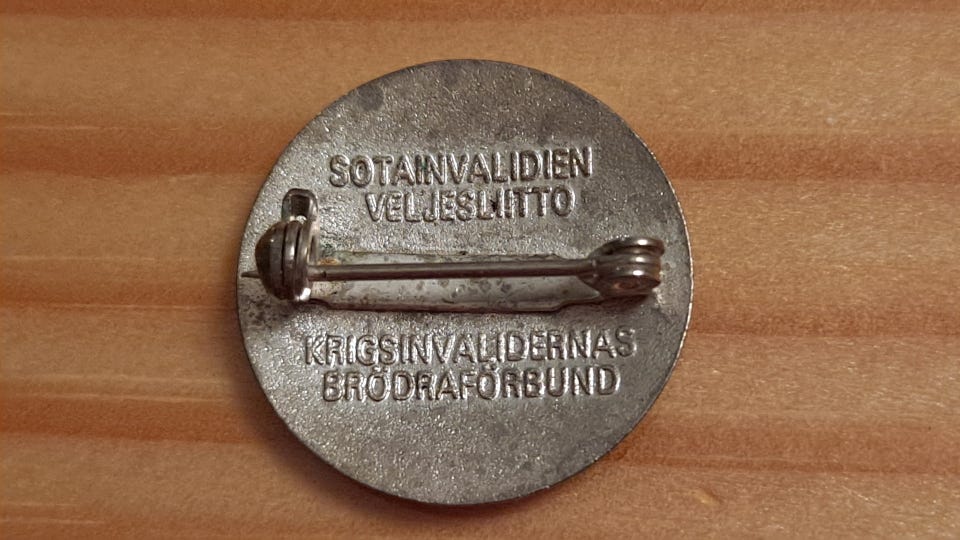 SOTAINVALIDIEN
VELJESLIITTO
KRIGSINVALIDERNAS
BRÖDRAFÖRBUND